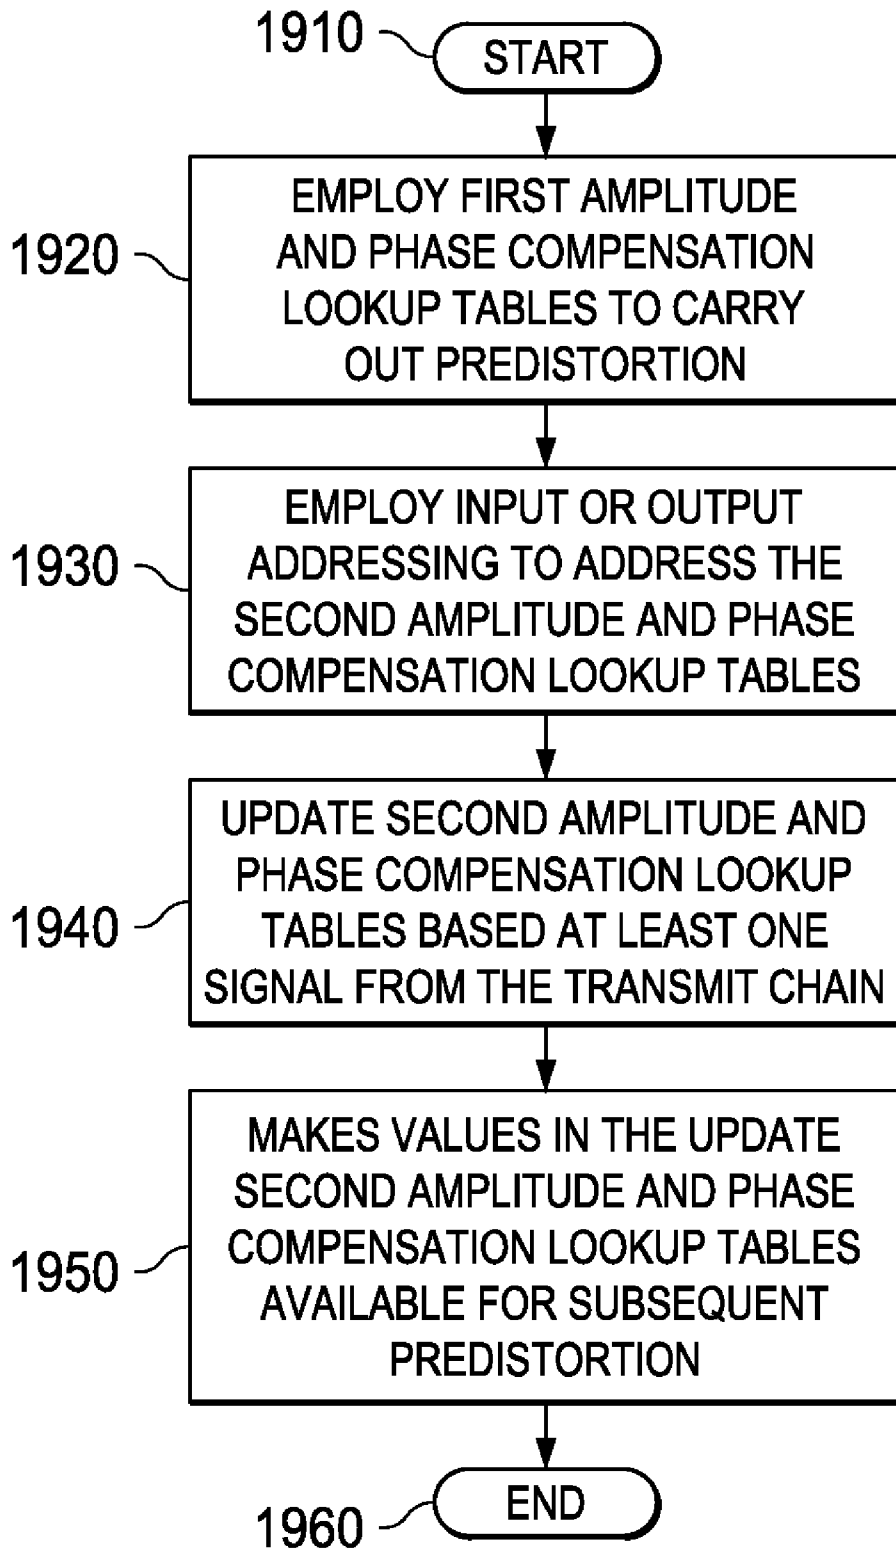 1910
START
1920
EMPLOY FIRST AMPLITUDE
AND PHASE COMPENSATION
LOOKUP TABLES TO CARRY
OUT PREDISTORTION
1930
EMPLOY INPUT OR OUTPUT
ADDRESSING TO ADDRESS THE
SECOND AMPLITUDE AND PHASE
COMPENSATION LOOKUP TABLES
1940
UPDATE SECOND AMPLITUDE AND
PHASE COMPENSATION LOOKUP
TABLES BASED AT LEAST ONE
SIGNAL FROM THE TRANSMIT CHAIN
1950
MAKES VALUES IN THE UPDATE
SECOND AMPLITUDE AND PHASE
COMPENSATION LOOKUP TABLES
AVAILABLE FOR SUBSEQUENT
PREDISTORTION
1960
END